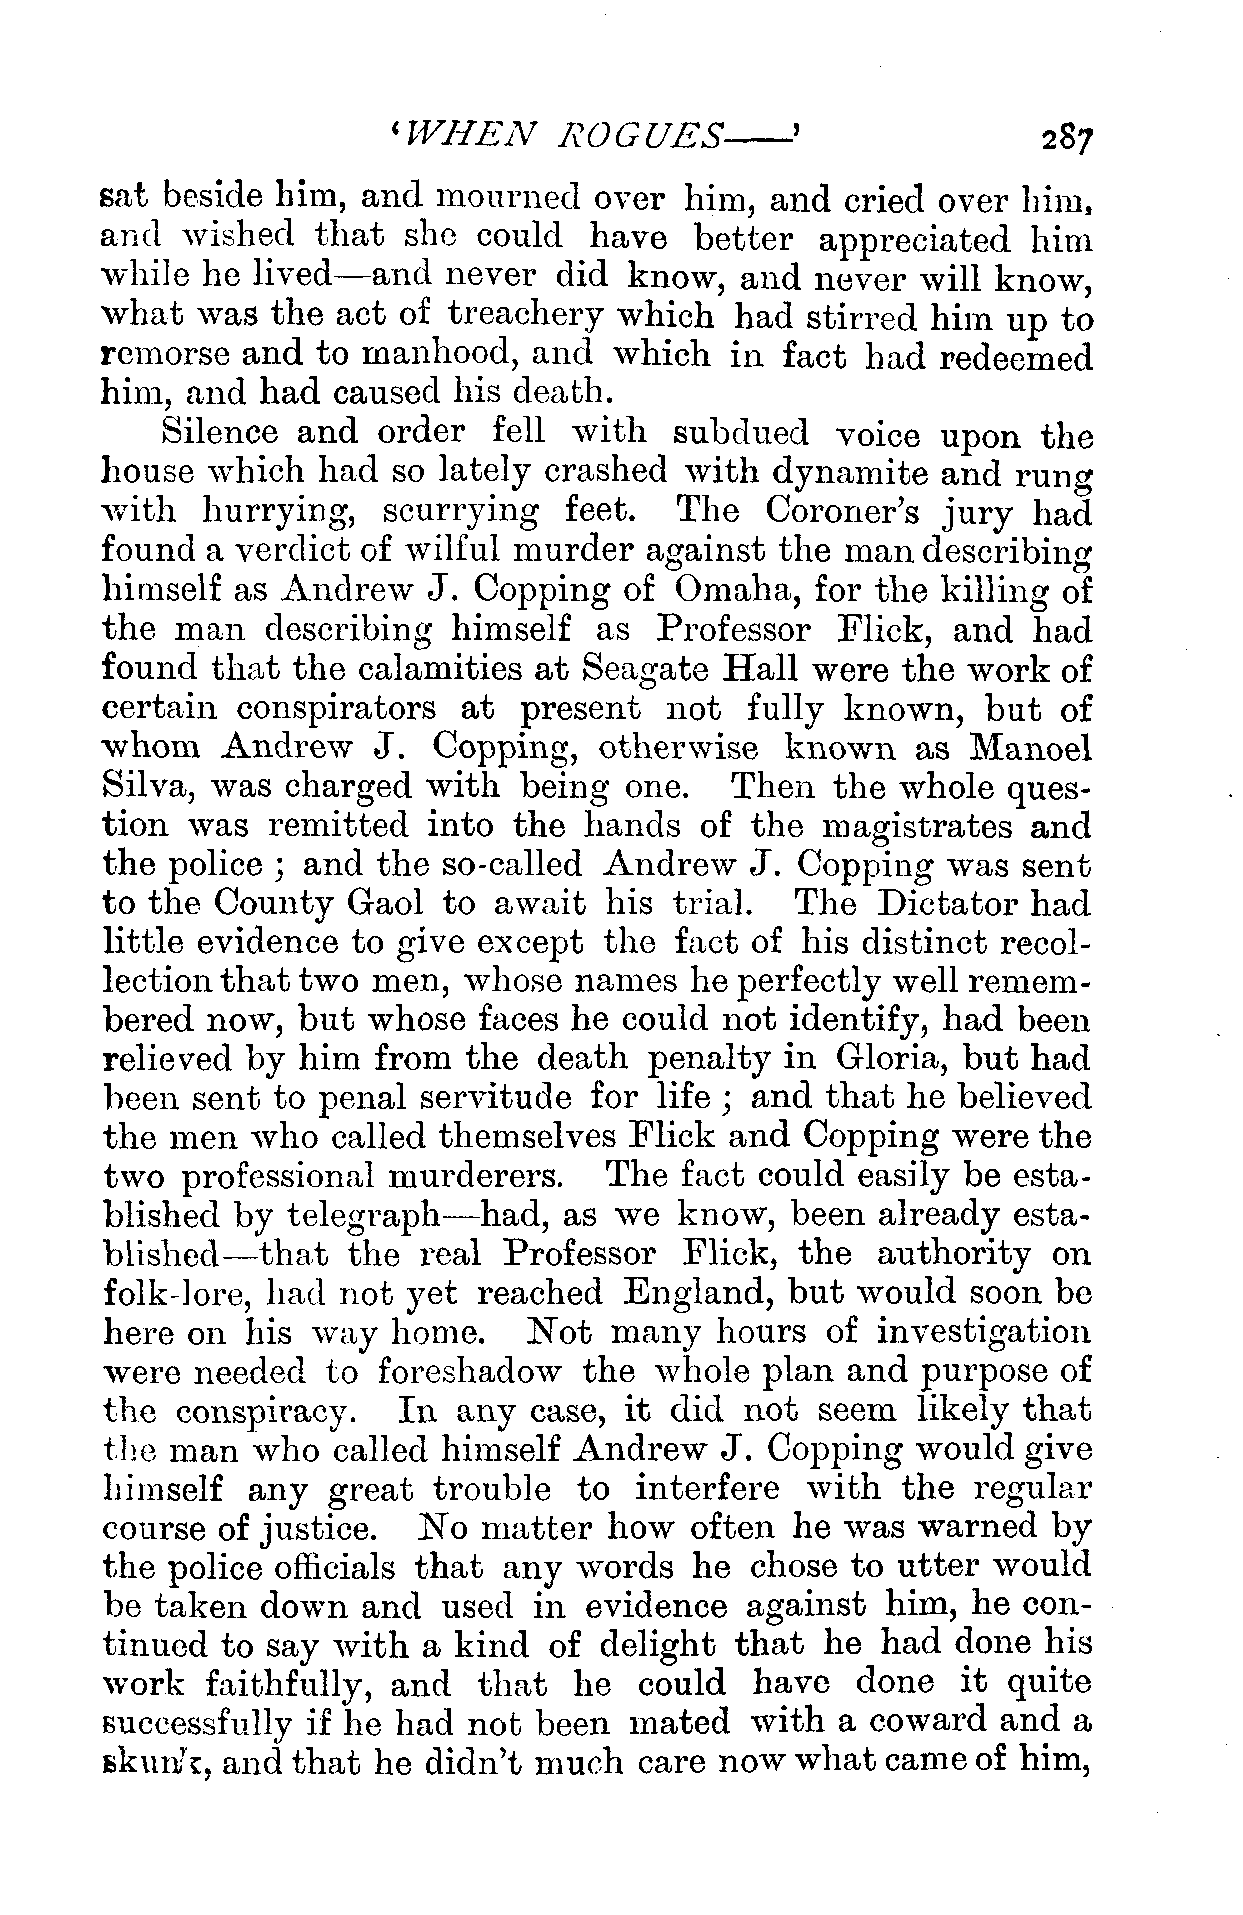 'WHEN ROGUES——' 287
sat beside him, and mourned over him, and cried over him,
and wished that she could have better appreciated him
while he lived—and never did know, and never will know,
what was the act of treachery which had stirred him up to
remorse and to manhood, and which in fact had redeemed
him, and had caused his death.
Silence and order fell with subdued voice upon the
house which had so lately crashed with dynamite and rung
with hurrying, scurrying feet. The Coroner's jury had
found a verdict of wilful murder against the man describing
himself as Andrew J. Copping of Omaha, for the killing of
the man describing himself as Professor Flick, and had
found that the calamities at Seagate Hall were the work of
certain conspirators at present not fully known, but of
whom Andrew J. Copping, otherwise known as Manoel
Silva, was charged with being one. Then the whole ques-
tion was remitted into the hands of the magistrates and
the police ; and the so-called Andrew J. Copping was sent
to the County Gaol to await his trial. The Dictator had
little evidence to give except the fact of his distinct recol-
lection that two men, whose names he perfectly well remem-
bered now, but whose faces he could not identify, had been
relieved by him from the death penalty in Gloria, but had
been sent to penal servitude for life ; and that he believed
the men who called themselves Flick and Copping were the
two professional murderers. The fact could easily be esta-
blished by telegraph—had, as we know, been already esta-
blished—that the real Professor Flick, the authority on
folk-lore, had not yet reached England, but would soon be
here on his way home. Not many hours of investigation
were needed to foreshadow the whole plan and purpose of
the conspiracy. In any case, it did not seem likely that
the man who called himself Andrew J. Copping would give
himself any great trouble to interfere with the regular
course of justice. No matter how often he was warned by
the police officials that any words he chose to utter would
be taken down and used in evidence against him, he con-
tinued to say with a kind of delight that he had done his
work faithfully, and that he could have done it quite
successfully if he had not been mated with a coward and a
skunk, and that he didn't much care now what came of him,